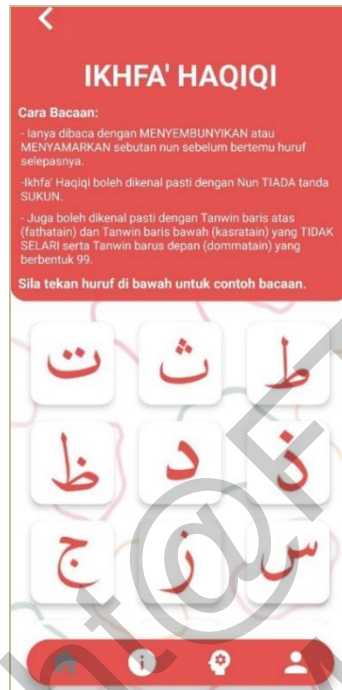 IKHFA' HAQIQI
Cara Bacaan:
- Ianya dibaca dengan MENYEMBUNYIKAN atau
MENYAMARKAN sebutan nun sebelum bertemu huruf
selepasnya.
-Ikhfa' Haqiqi boleh dikenal pasti dengan Nun TIADA tanda
SUKUN.
- Juga boleh dikenal pasti dengan Tanwin baris atas
(fathatain) dan Tanwin baris bawah (kasratain) yang TIDAK
SELARI serta Tanwin barus depan (dommatain) yang
berbentuk 99.
Sila tekan huruf di bawah untuk contoh bacaan.
ت ث ط
ظ د ذ
ج ز س